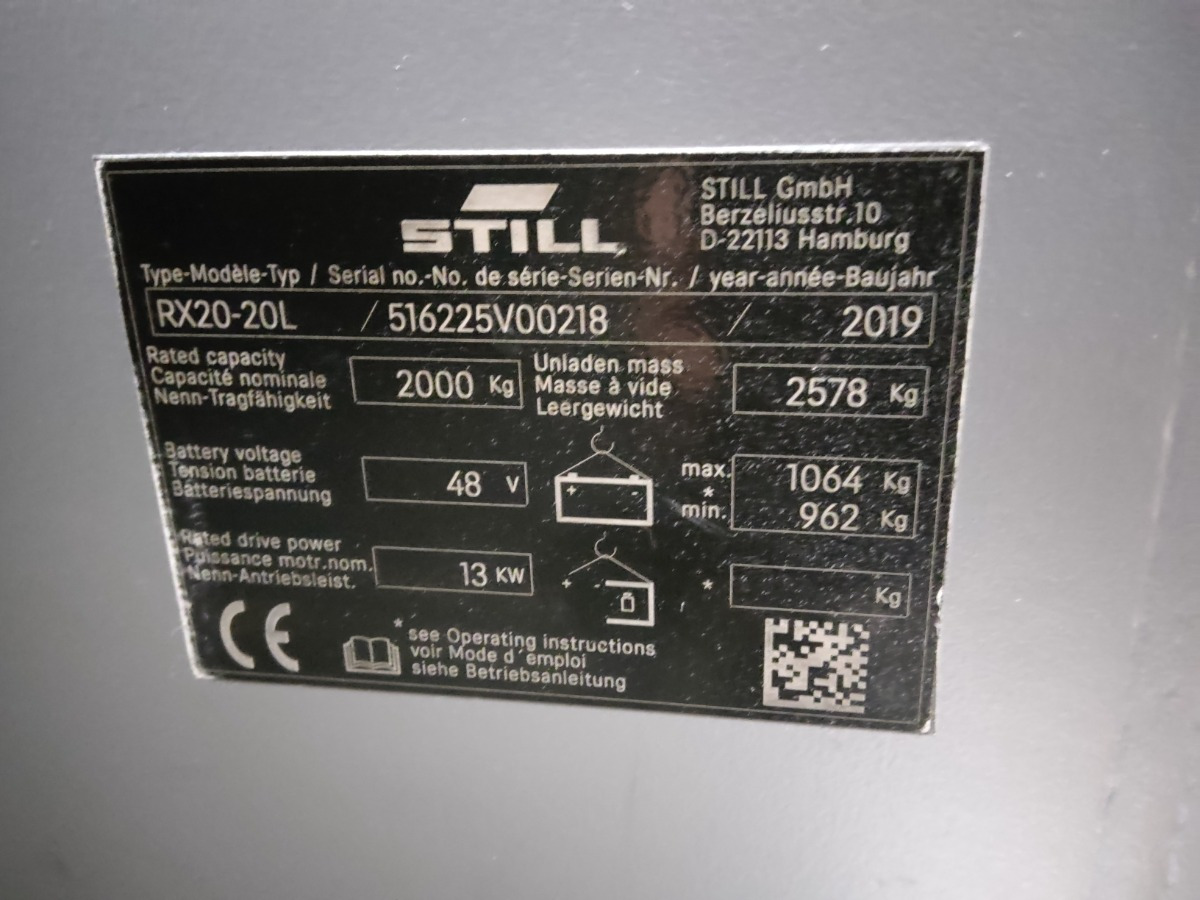 STILL
STILL GmbH
Berzeliusstr.10
D-22113 Hamburg
Type-Modèle-Typ / Serial no.-No. de série-Serien-Nr. / year-année-Baujahr
RX20-20L / 516225V00218 / 2019
Rated capacity
Capacité nominale
Nenn-Tragfähigkeit
2000 Kg
Unladen mass
Masse à vide
Leergewicht
2578 Kg
Battery voltage
Tension batterie
Batteriespannung
48 V
+ -
max. 1064 Kg
*
min. 962 Kg
Rated drive power
Puissance motr.nom.
Nenn-Antriebsleist.
13 KW
+ -
* Kg
CE
* see Operating instructions
voir Mode d'emploi
siehe Betriebsanleitung